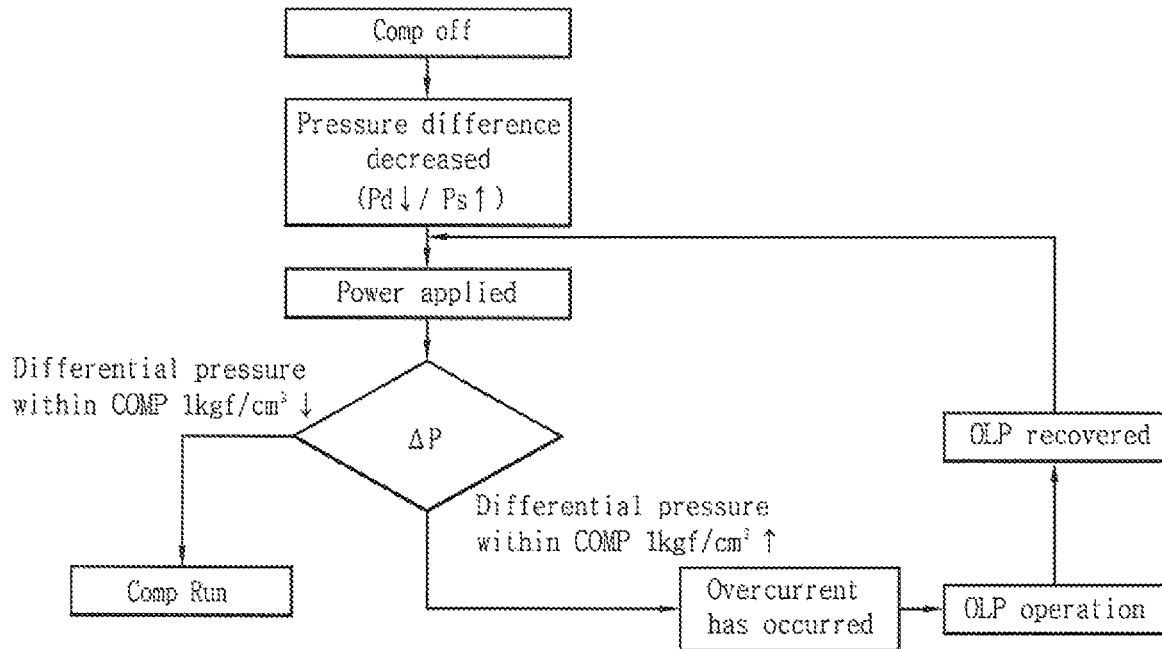 Comp off
Pressure difference
decreased
(Pd↓/ Ps↑)
Power applied
Differential pressure
within COMP 1kgf/cm³ ↓
ΔP
OLP recovered
Differential pressure
within COMP 1kgf/cm³ ↑
Comp Run
Overcurrent
has occurred
OLP operation